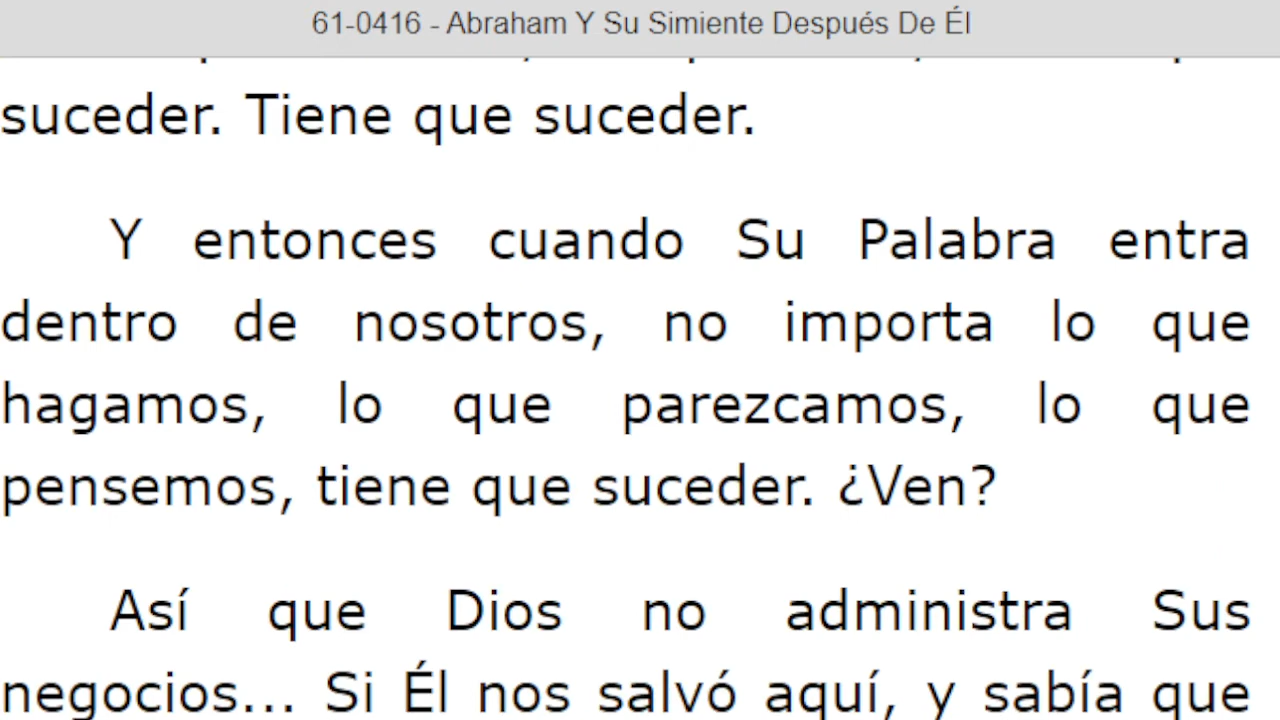 61-0416 - Abraham Y Su Simiente Después De Él
suceder. Tiene que suceder.
Y entonces cuando Su Palabra entra
dentro de nosotros, no importa lo que
hagamos, lo que parezcamos, lo que
pensemos, tiene que suceder. ¿Ven?
Así que Dios no administra Sus
negocios... Si Él nos salvó aquí, y sabía que